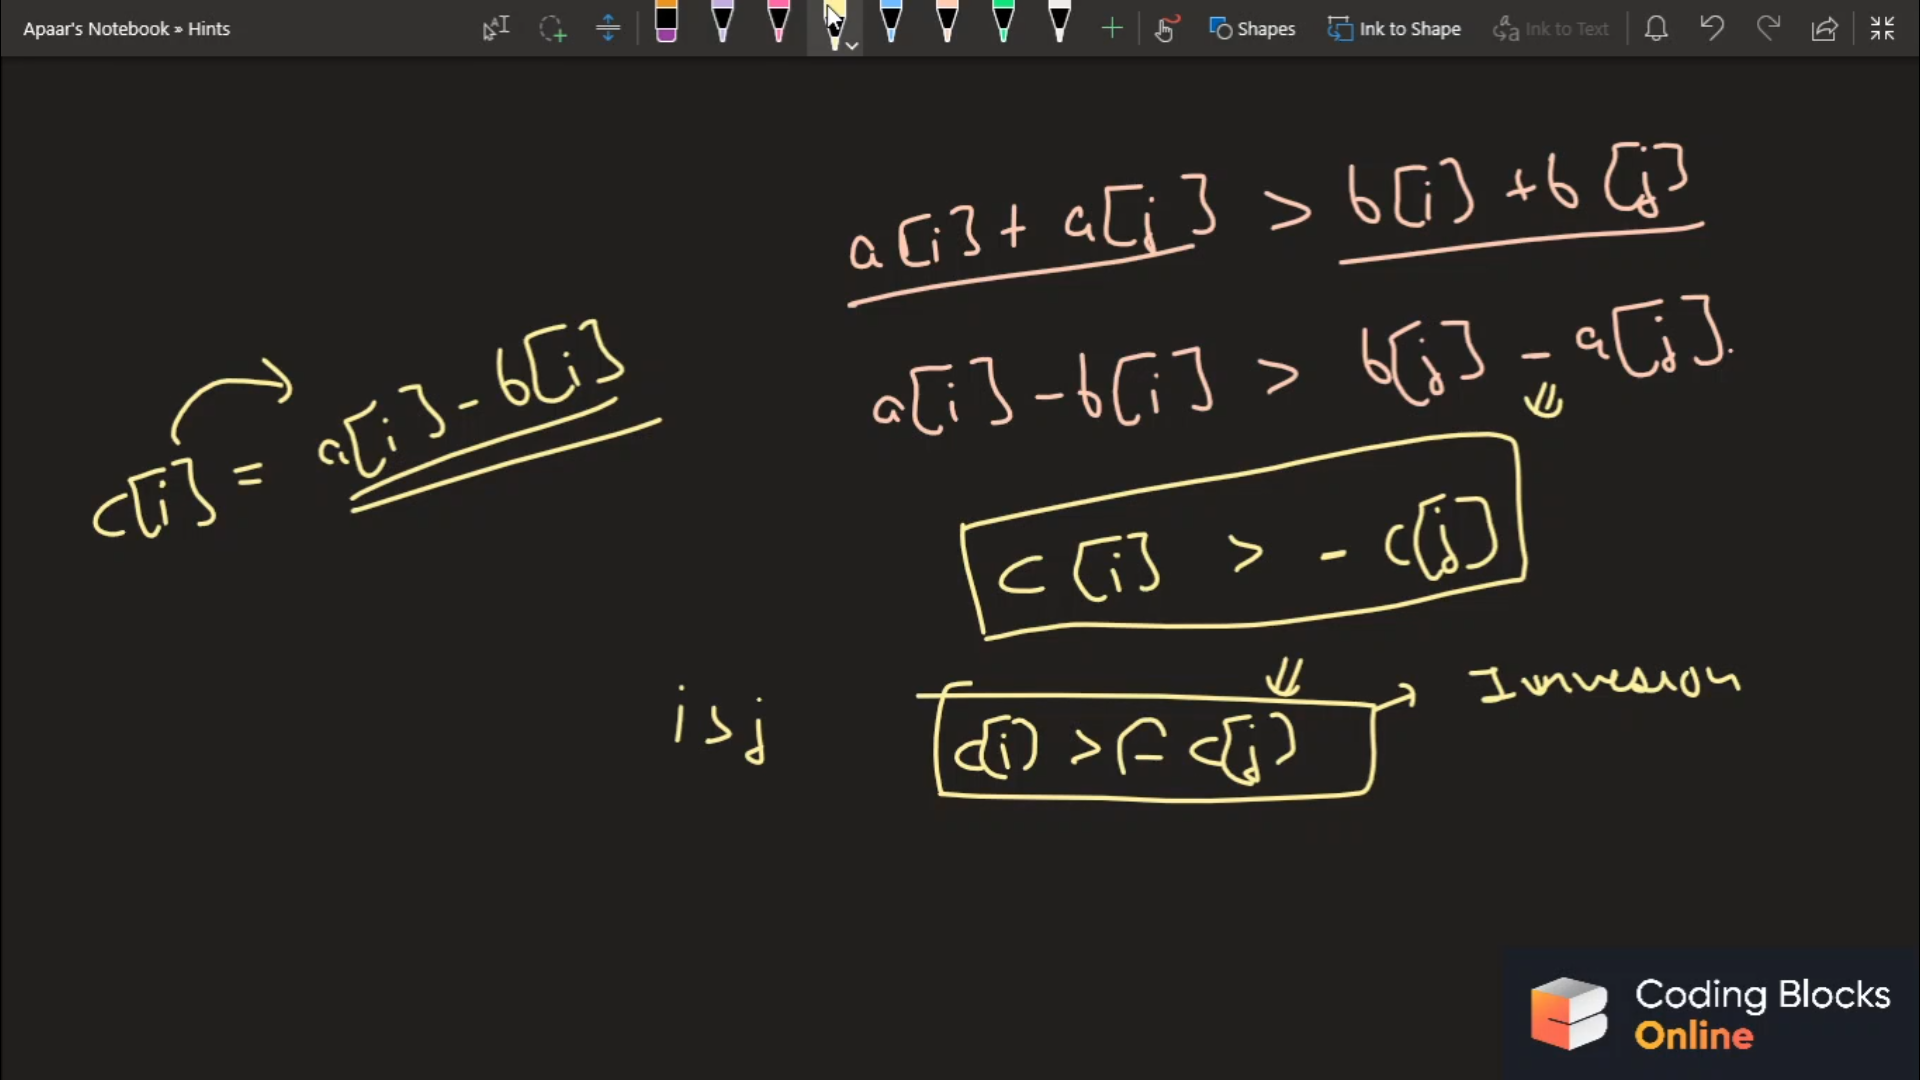 Apaar's Notebook » Hints
Shapes
Ink to Shape
Ink to Text
a[i] + a[j] > b[i] + b[j]
a[i] - b[i] > b[j] - a[j].
c[i] = a[i] - b[i]
c[i] > - c[j]
i > j
c[i] > - c[j] → Inversion
Coding Blocks
Online